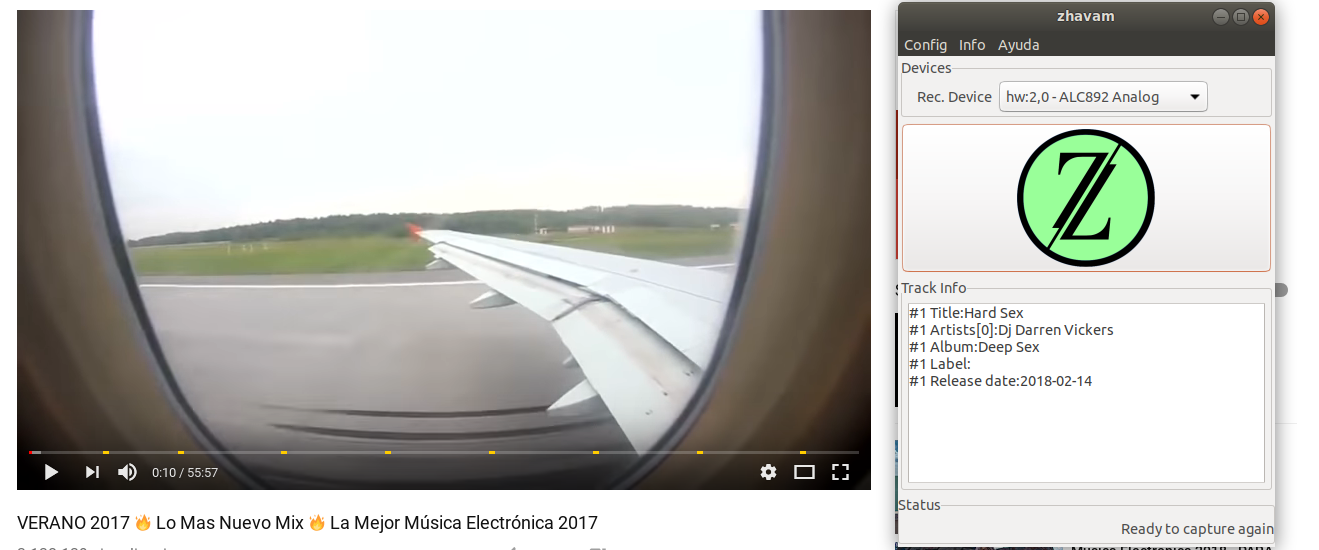 0:10 / 55:57
VERANO 2017 🔥 Lo Mas Nuevo Mix 🔥 La Mejor Música Electrónica 2017
zhavam
Config Info Ayuda
Devices
Rec. Device hw:2,0 - ALC892 Analog
Z
Track Info
#1 Title:Hard Sex
#1 Artists[0]:Dj Darren Vickers
#1 Album:Deep Sex
#1 Label:
#1 Release date:2018-02-14
Status
Ready to capture again